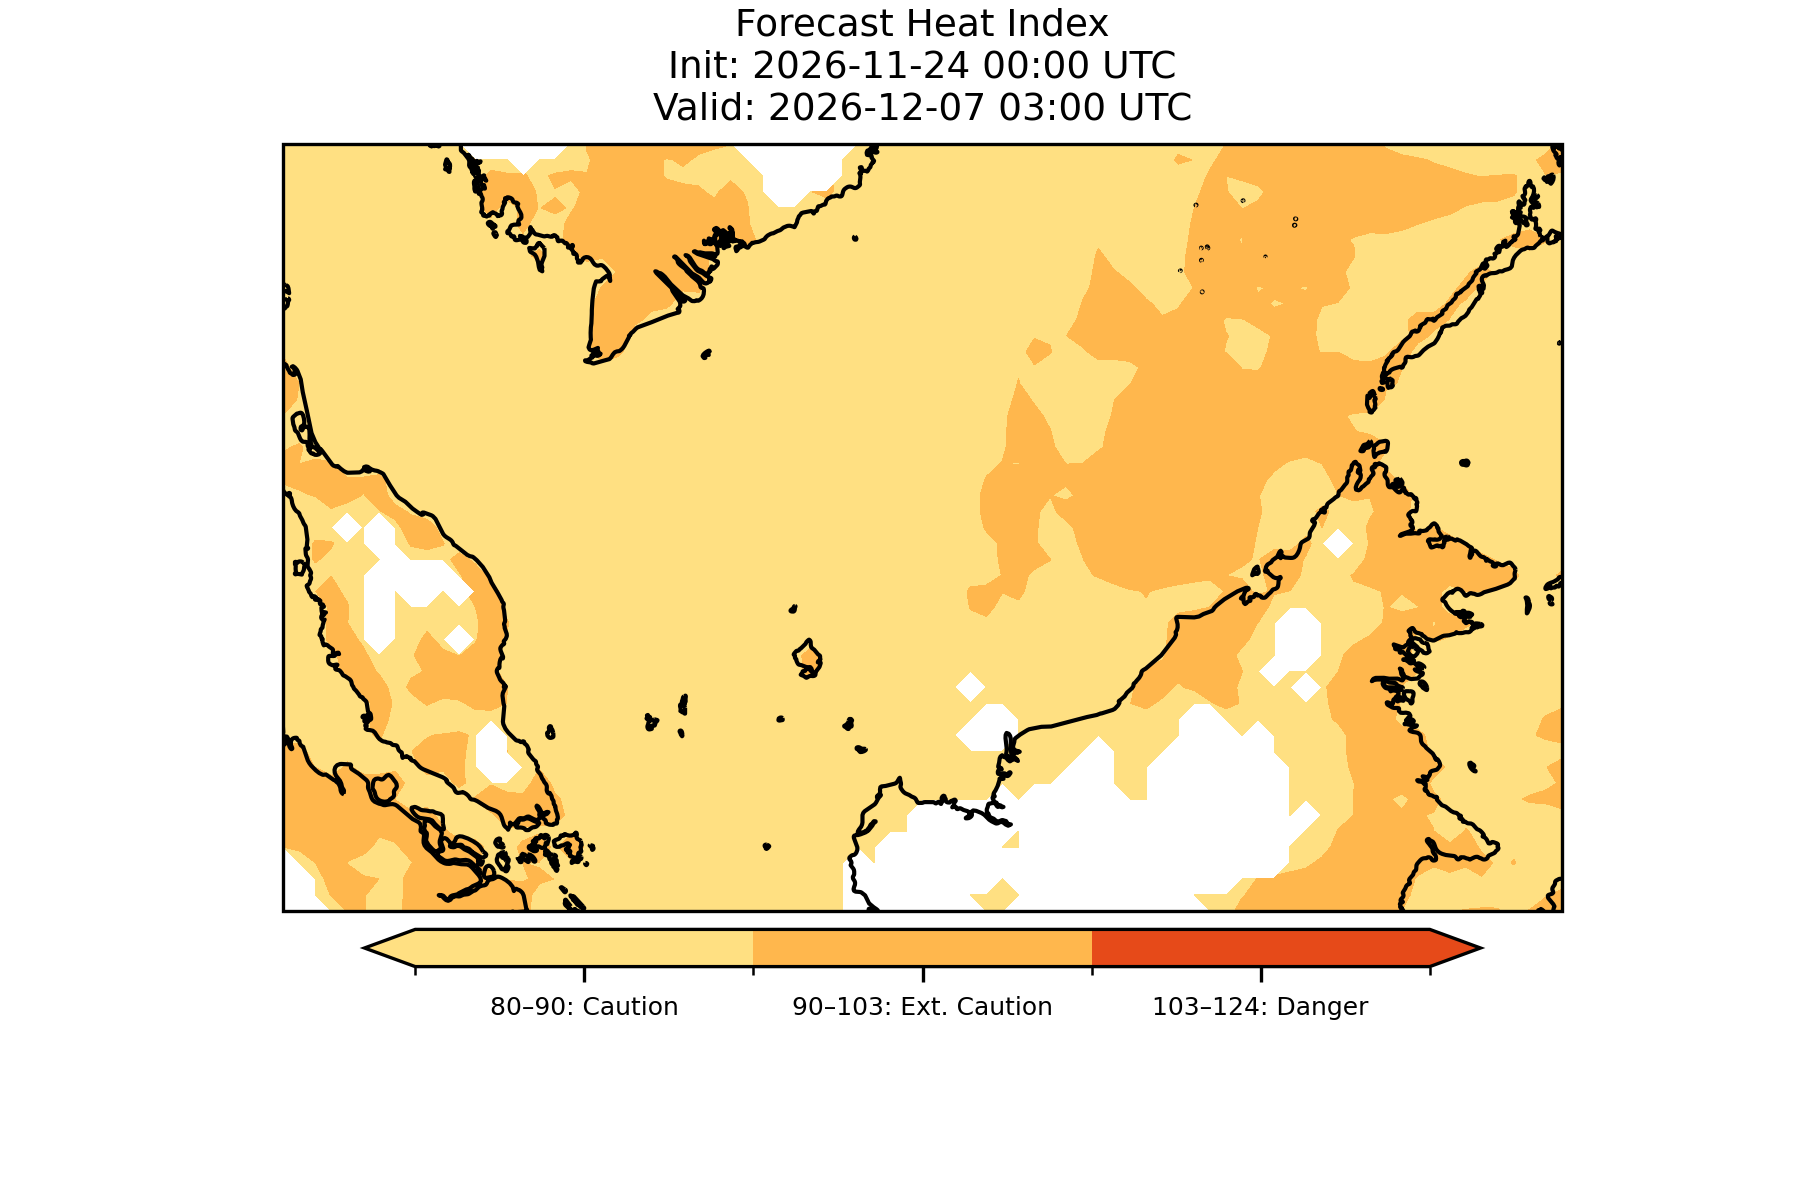 Forecast Heat Index
Init: 2026-11-24 00:00 UTC
Valid: 2026-12-07 03:00 UTC
80–90: Caution
90–103: Ext. Caution
103–124: Danger